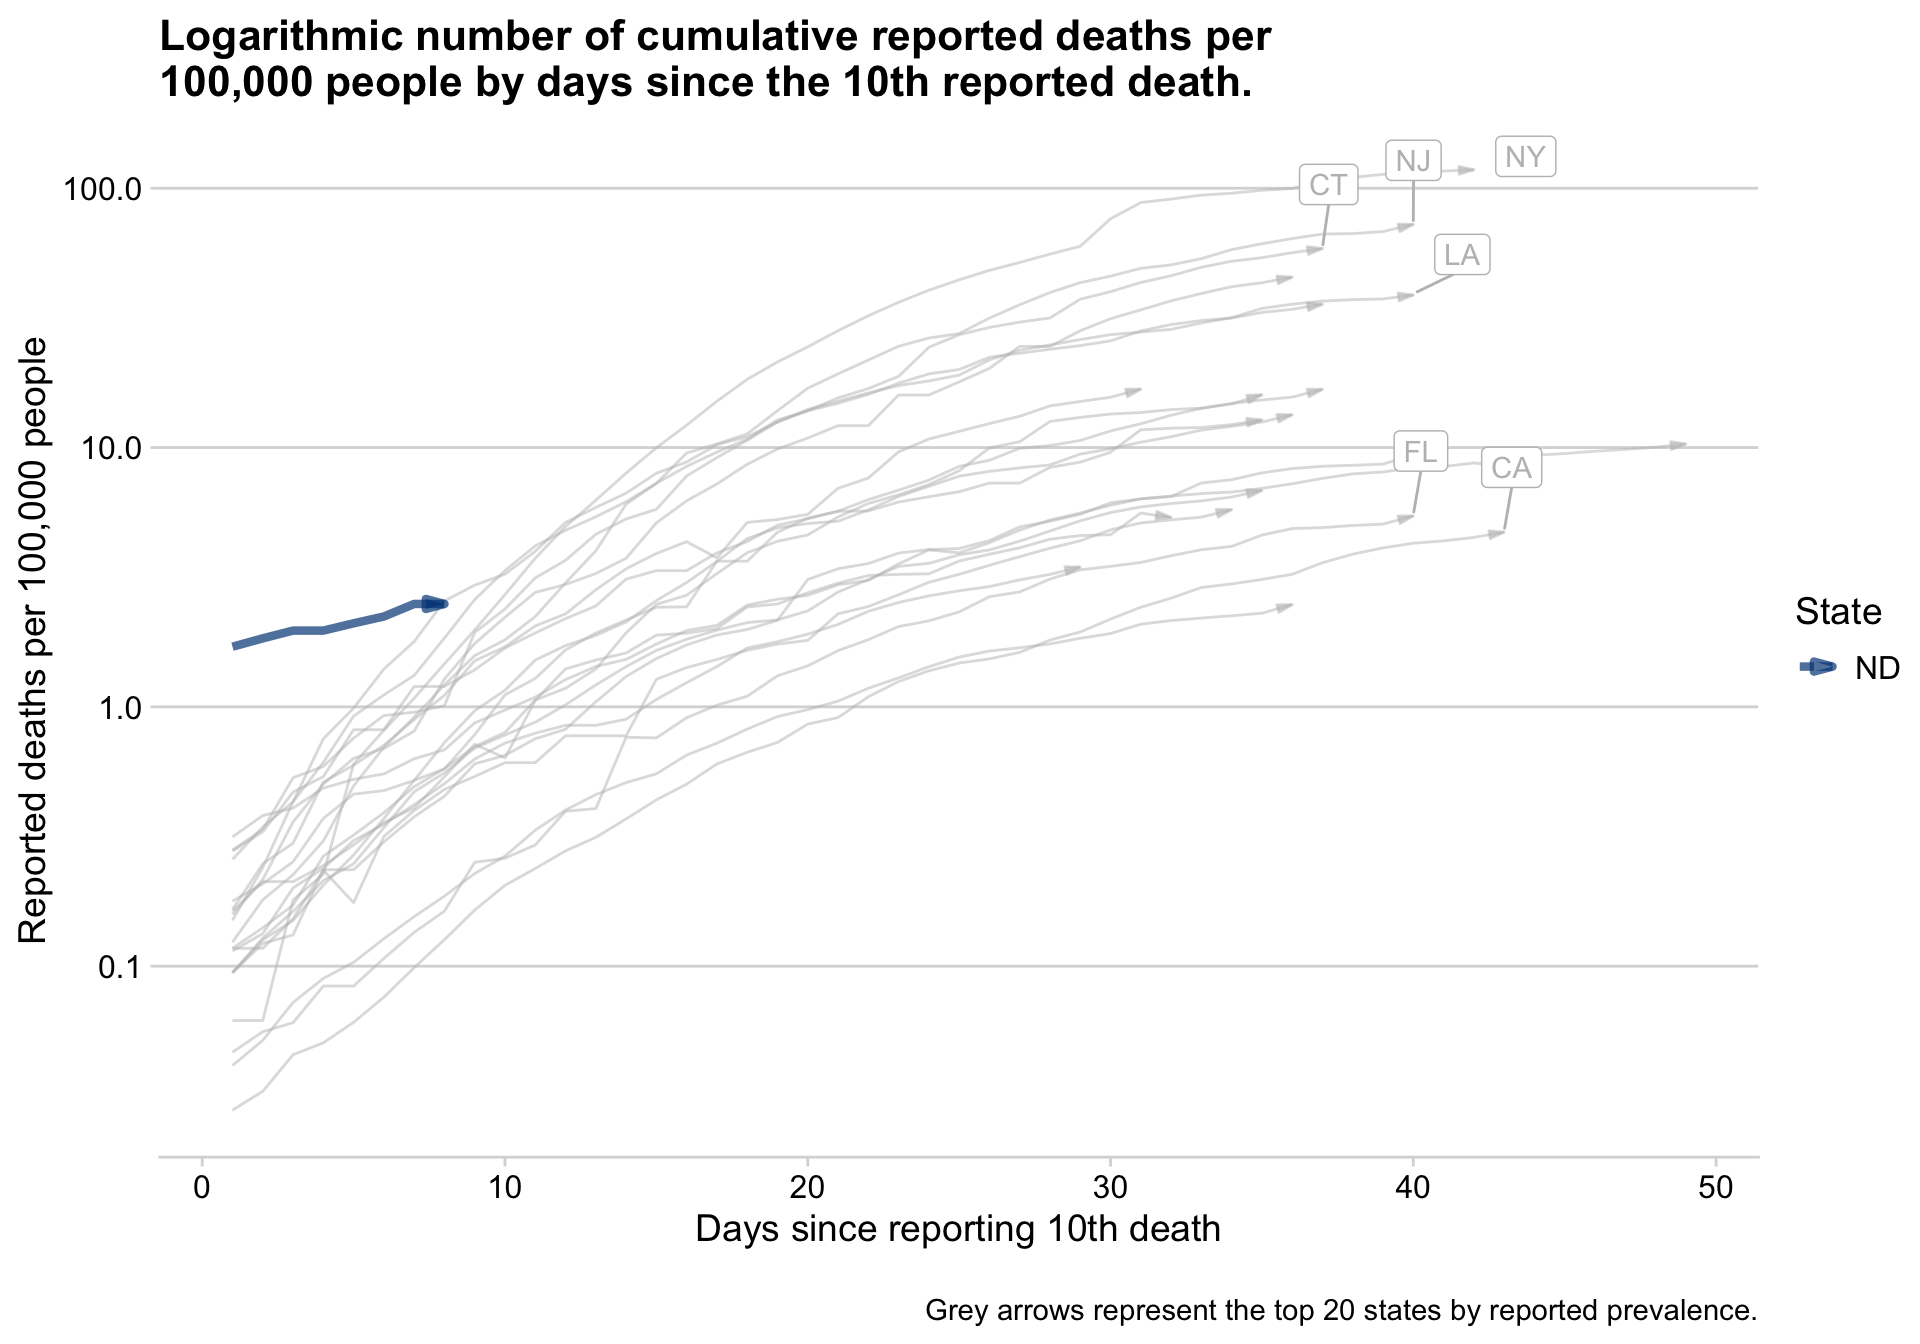 Logarithmic number of cumulative reported deaths per
100,000 people by days since the 10th reported death.
Reported deaths per 100,000 people
100.0
10.0
1.0
0.1
CT
NJ
NY
LA
FL
CA
State
ND
0
10
20
30
40
50
Days since reporting 10th death
Grey arrows represent the top 20 states by reported prevalence.